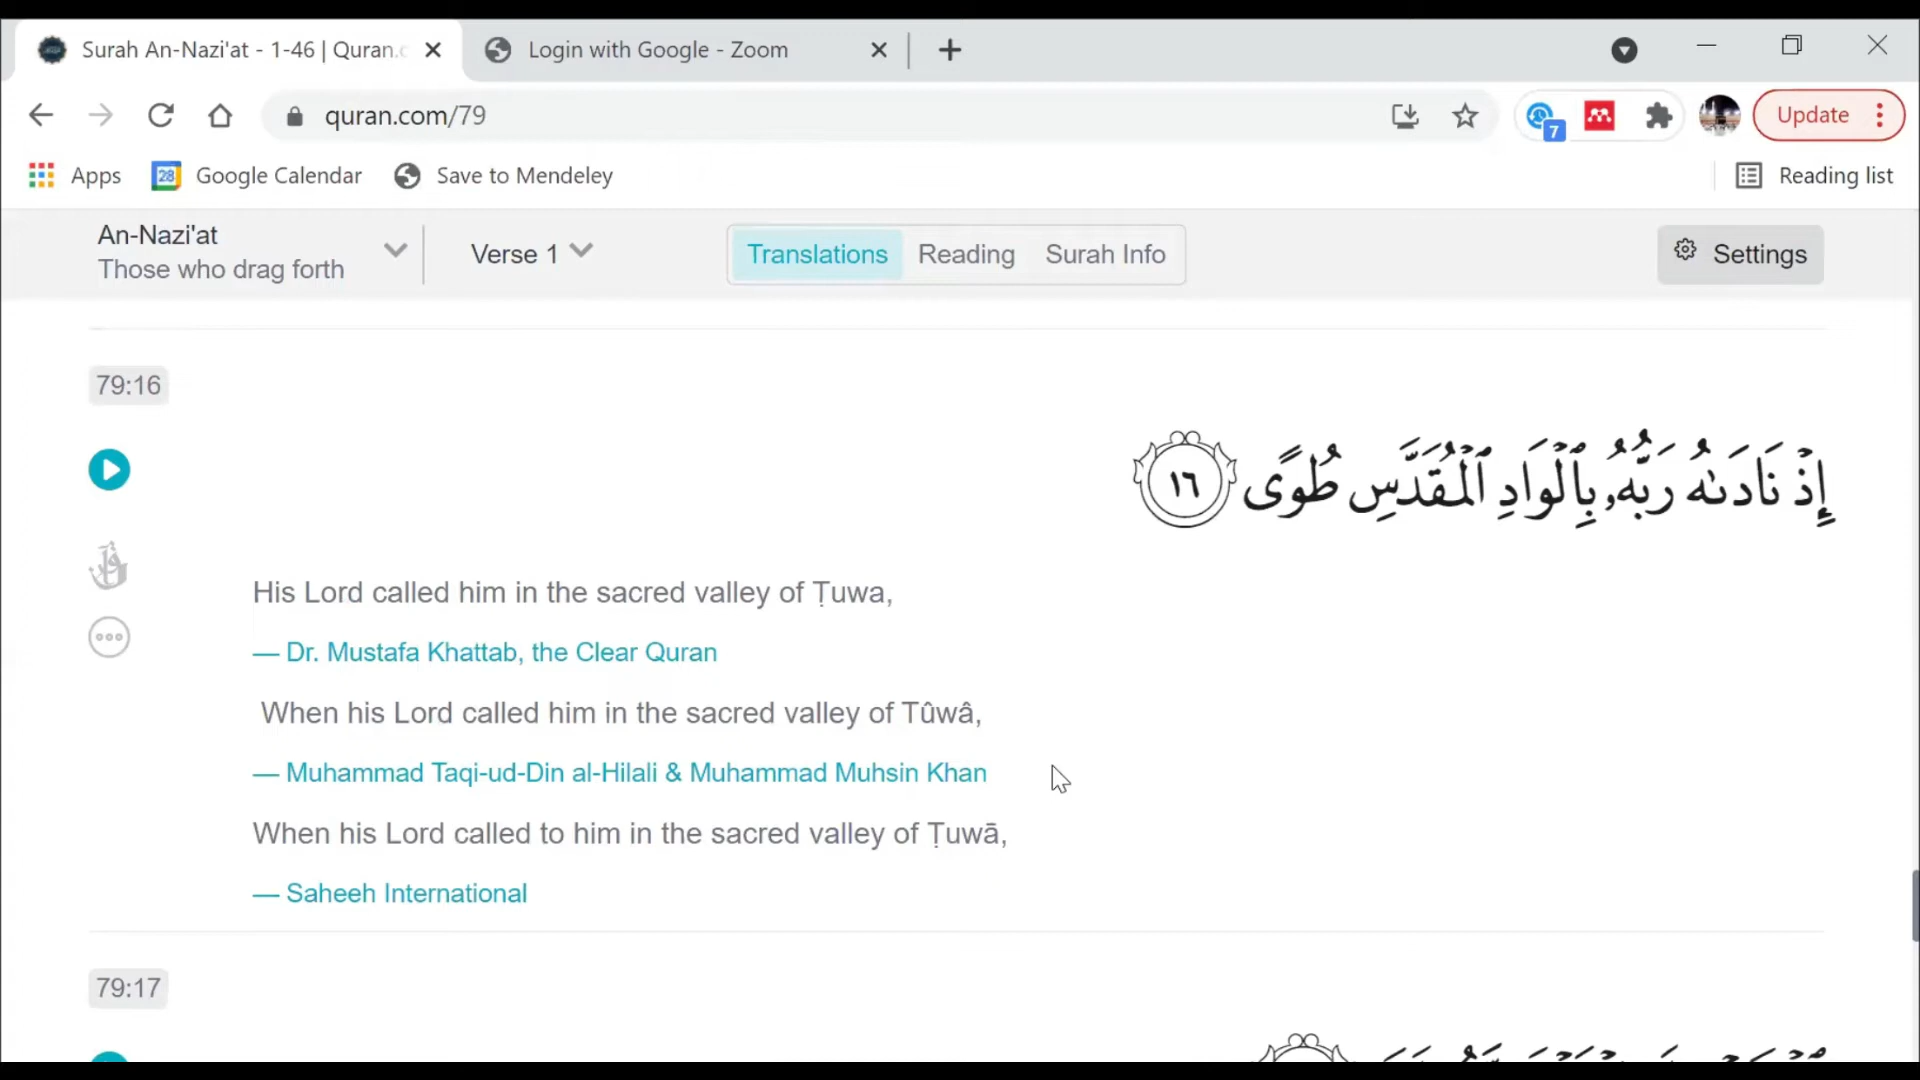 Surah An-Nazi'at - 1-46 | Quran.c
Login with Google - Zoom
quran.com/79
7
Update
Apps
28
Google Calendar
Save to Mendeley
Reading list
An-Nazi'at
Those who drag forth
Verse 1
Translations
Reading
Surah Info
Settings
79:16
إِذْ نَادَىٰهُ رَبُّهُۥ بِٱلْوَادِ ٱلْمُقَدَّسِ طُوًى ١٦
His Lord called him in the sacred valley of Ṭuwa,
— Dr. Mustafa Khattab, the Clear Quran
When his Lord called him in the sacred valley of Tûwâ,
— Muhammad Taqi-ud-Din al-Hilali & Muhammad Muhsin Khan
When his Lord called to him in the sacred valley of Ṭuwā,
— Saheeh International
79:17